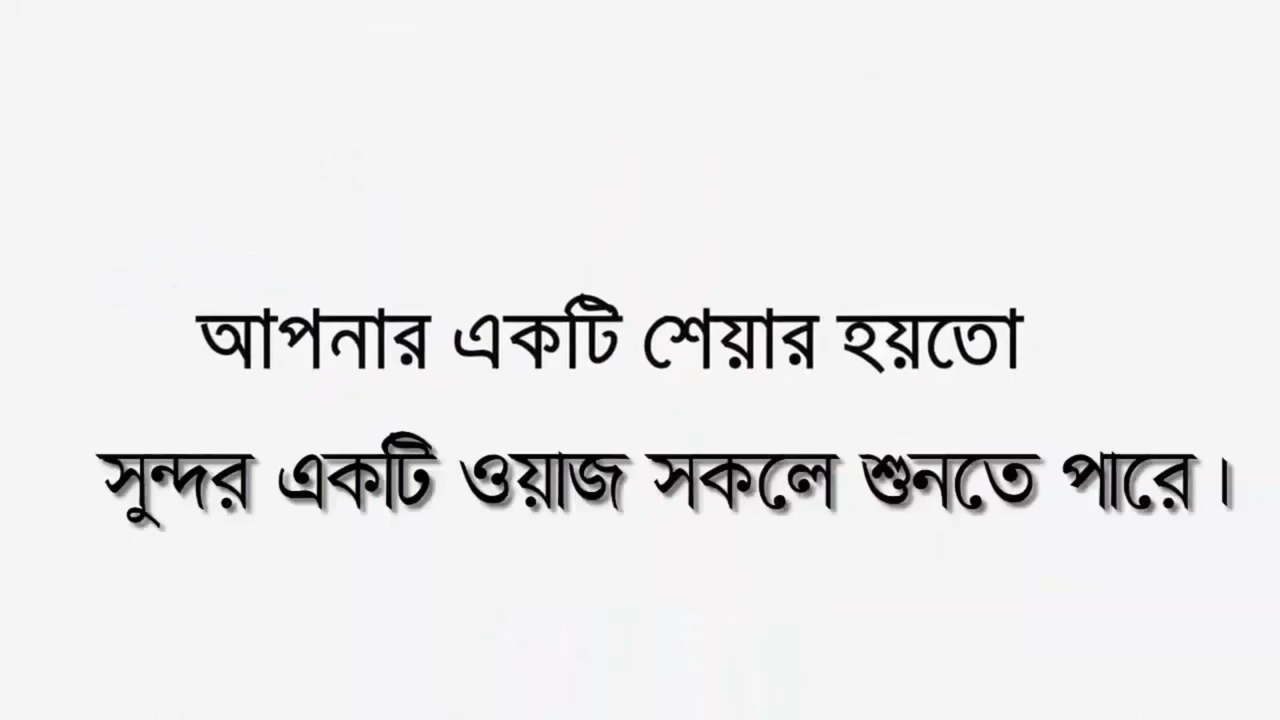 আপনার একটি শেয়ার হয়তো
সুন্দর একটি ওয়াজ সকলে শুনতে পারে।